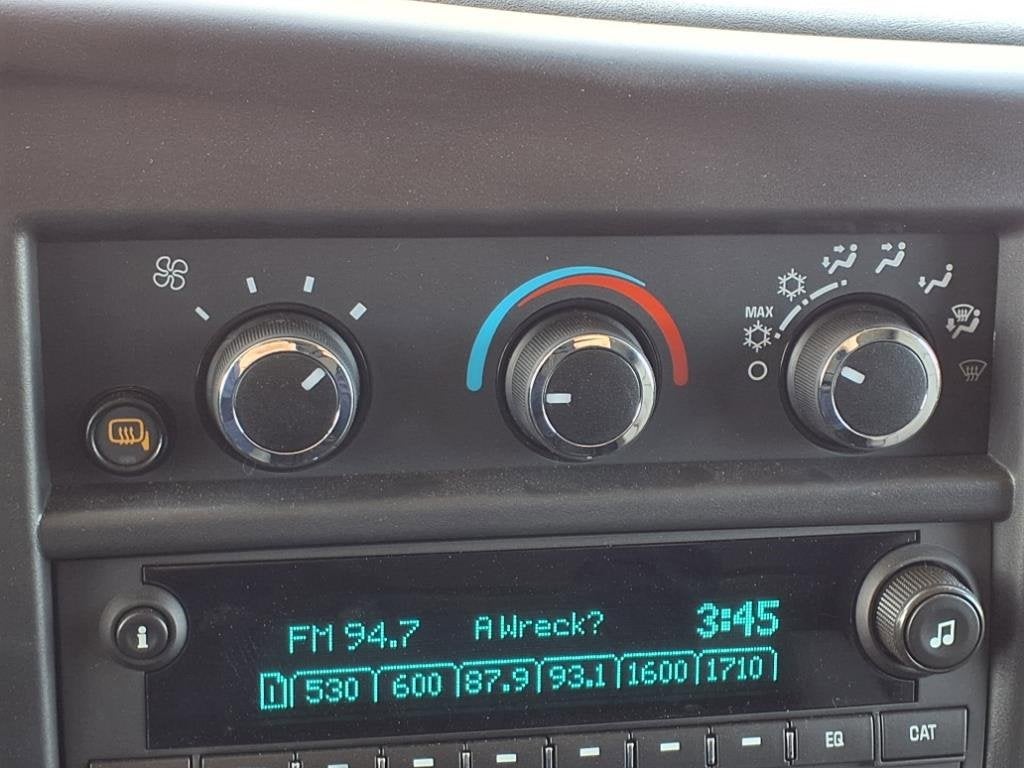 MAX
i
FM 94.7 A Wreck? 3:45
1 530 600 87.9 93.1 1600 1710
EQ CAT